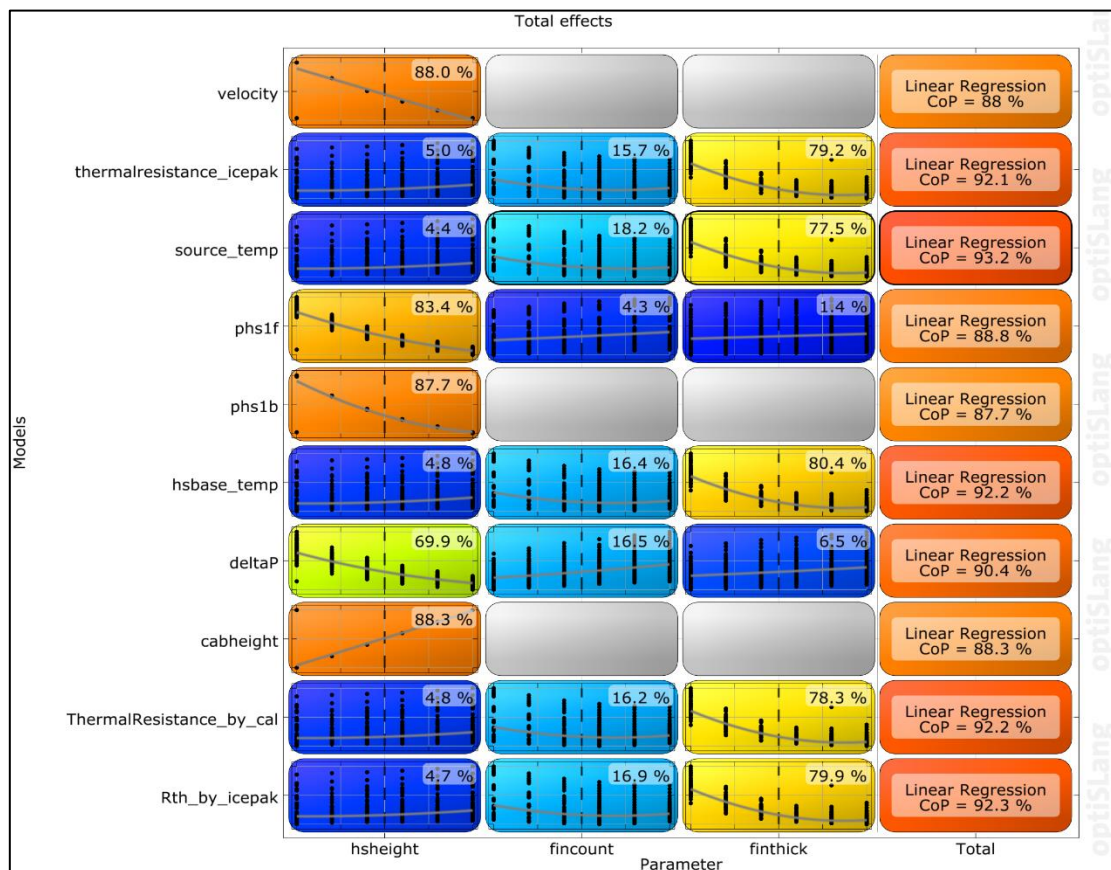 Total effects
velocity
88.0 %
Linear Regression
CoP = 88 %
thermalresistance_icepak
5.0 %
15.7 %
79.2 %
Linear Regression
CoP = 92.1 %
source_temp
4.4 %
18.2 %
77.5 %
Linear Regression
CoP = 93.2 %
phs1f
83.4 %
4.3 %
1.4 %
Linear Regression
CoP = 88.8 %
phs1b
87.7 %
Linear Regression
CoP = 87.7 %
hsbase_temp
4.8 %
16.4 %
80.4 %
Linear Regression
CoP = 92.2 %
deltaP
69.9 %
16.5 %
6.5 %
Linear Regression
CoP = 90.4 %
cabheight
88.3 %
Linear Regression
CoP = 88.3 %
ThermalResistance_by_cal
4.8 %
16.2 %
78.3 %
Linear Regression
CoP = 92.2 %
Rth_by_icepak
4.7 %
16.9 %
79.9 %
Linear Regression
CoP = 92.3 %
Models
hsheight
fincount
finthick
Total
Parameter
optiSLang
optiSLang
optiSLang